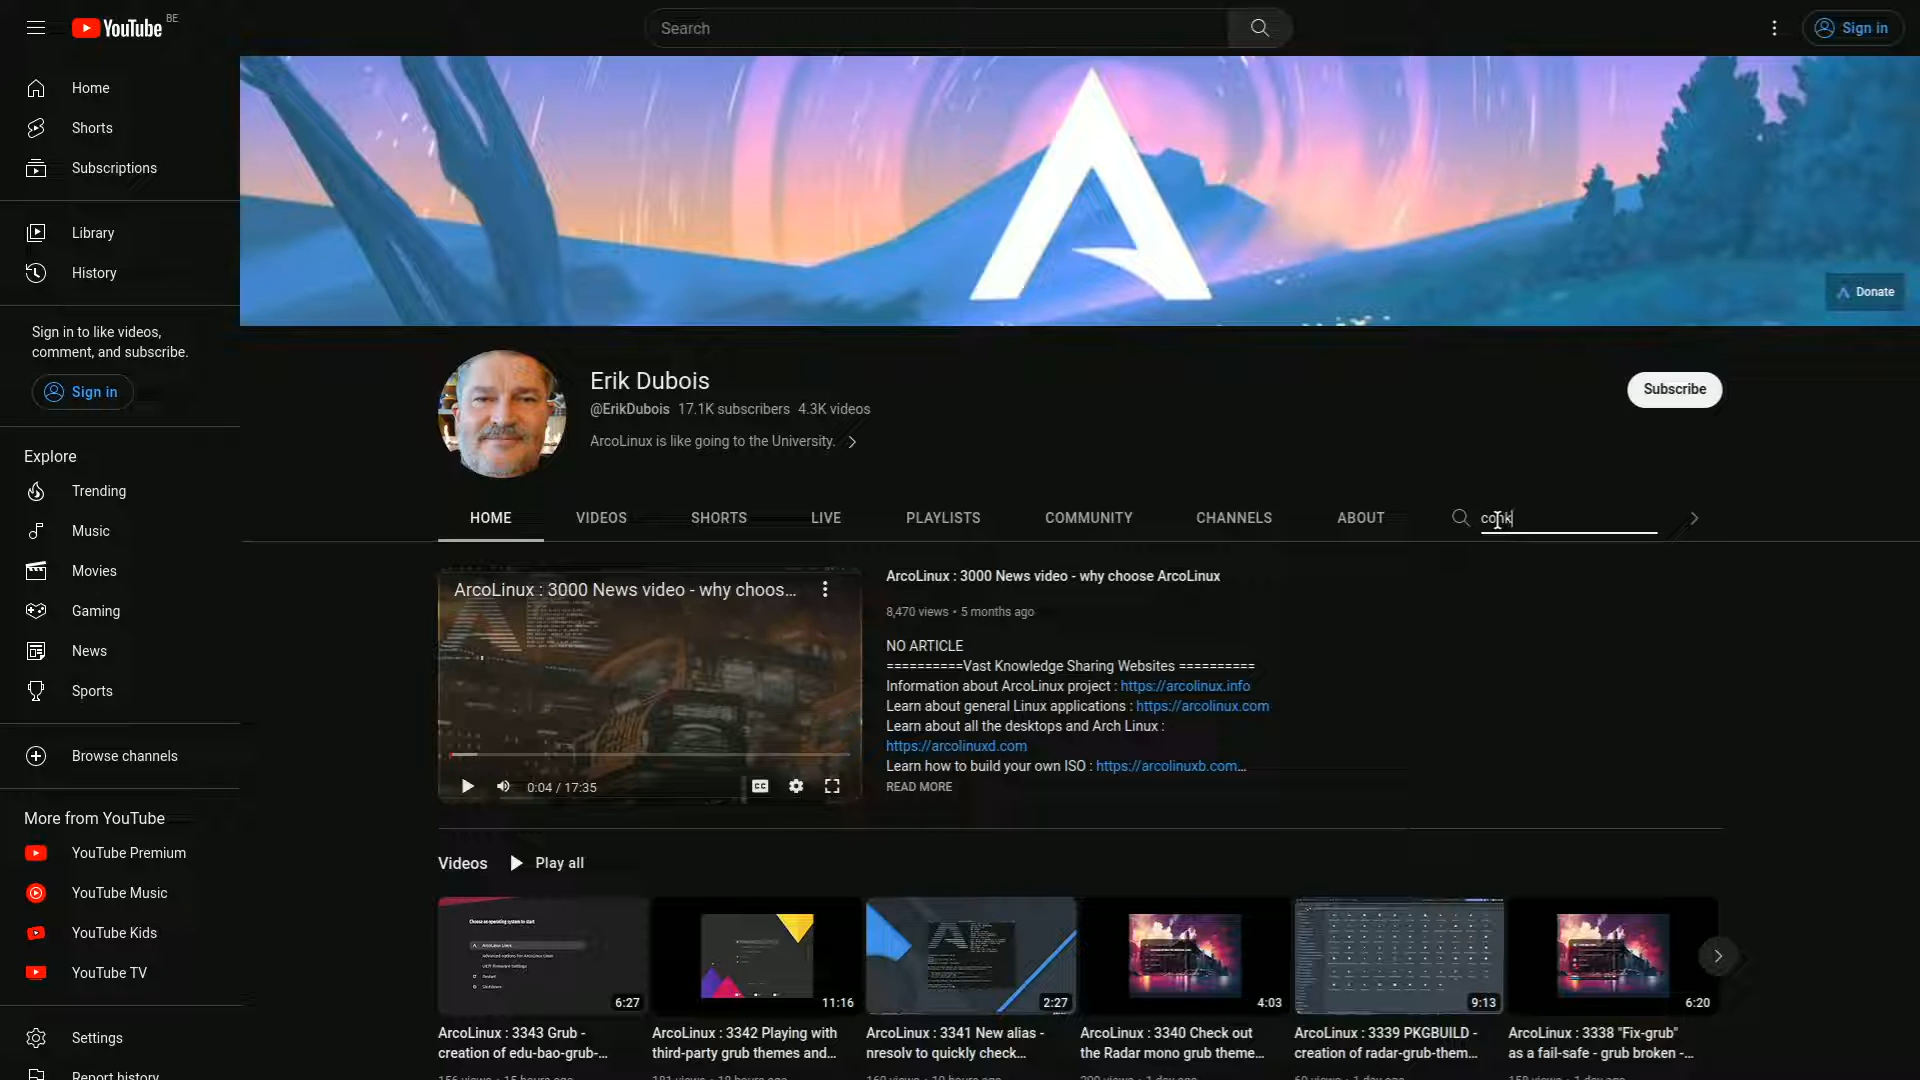 YouTube BE
Search
Sign in
Home
Shorts
Subscriptions
Library
History
Sign in to like videos,
comment, and subscribe.
Sign in
Explore
Trending
Music
Movies
Gaming
News
Sports
Browse channels
More from YouTube
YouTube Premium
YouTube Music
YouTube Kids
YouTube TV
Settings
Report history
Donate
Erik Dubois
@ErikDubois 17.1K subscribers 4.3K videos
ArcoLinux is like going to the University.
Subscribe
HOME VIDEOS SHORTS LIVE PLAYLISTS COMMUNITY CHANNELS ABOUT conk
ArcoLinux : 3000 News video - why choos...
0:04 / 17:35
CC
ArcoLinux : 3000 News video - why choose ArcoLinux
8,470 views • 5 months ago
NO ARTICLE
==========Vast Knowledge Sharing Websites ==========
Information about ArcoLinux project : https://arcolinux.info
Learn about general Linux applications : https://arcolinux.com
Learn about all the desktops and Arch Linux :
https://arcolinuxd.com
Learn how to build your own ISO : https://arcolinuxb.com...
READ MORE
Videos Play all
Choose an operating system to start
6:27
ArcoLinux : 3343 Grub -
creation of edu-bao-grub-...
11:16
ArcoLinux : 3342 Playing with
third-party grub themes and...
2:27
ArcoLinux : 3341 New alias -
nresolv to quickly check...
4:03
ArcoLinux : 3340 Check out
the Radar mono grub theme...
9:13
ArcoLinux : 3339 PKGBUILD -
creation of radar-grub-them...
6:20
ArcoLinux : 3338 "Fix-grub"
as a fail-safe - grub broken -...